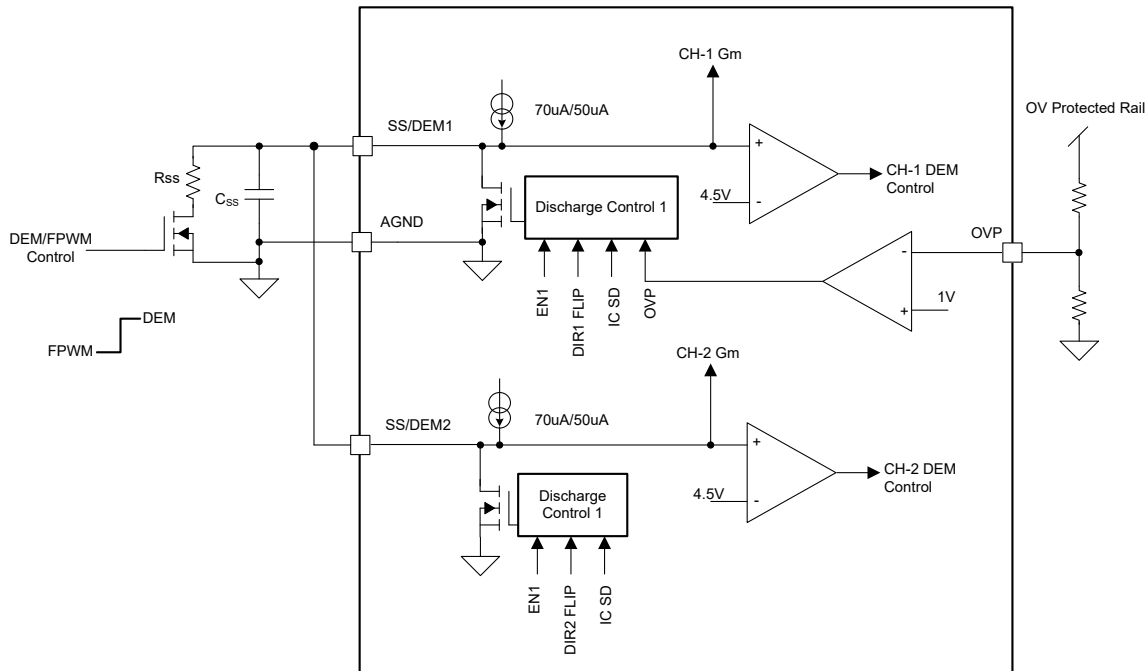 CH-1 Gm
70uA/50uA
OV Protected Rail
SS/DEM1
+
CH-1 DEM
Control
Rss
CSS
4.5V
-
Discharge Control 1
AGND
DEM/FPWM
Control
OVP
-
1V
+
EN1
DIR1 FLIP
IC SD
OVP
DEM
FPWM
CH-2 Gm
70uA/50uA
SS/DEM2
+
CH-2 DEM
Control
4.5V
-
Discharge
Control 1
EN1
DIR2 FLIP
IC SD